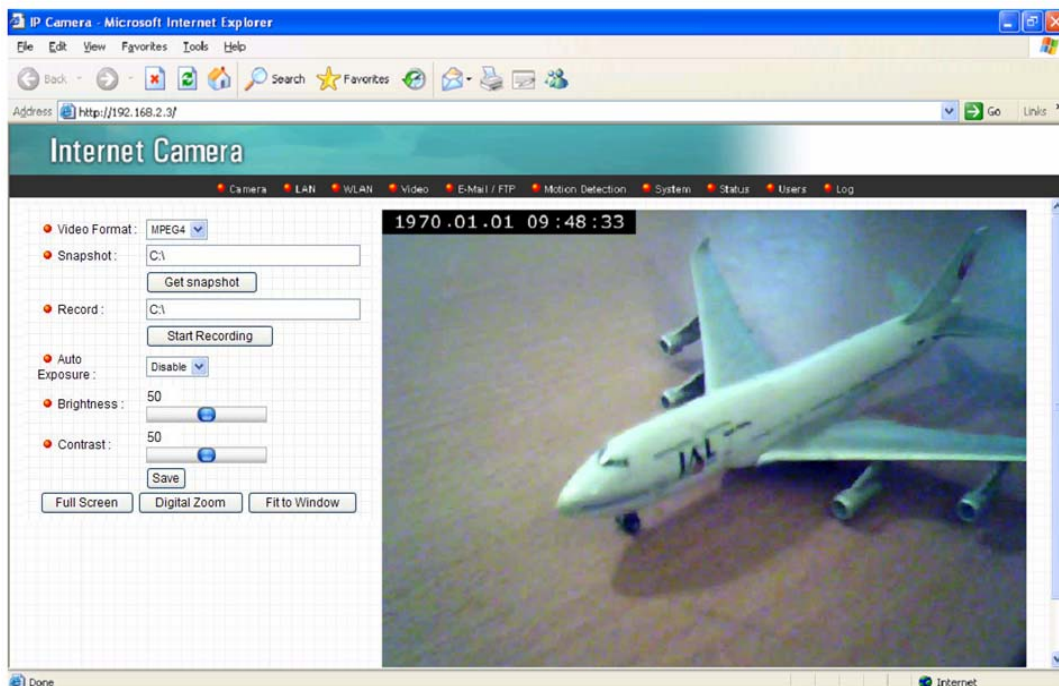 IP Camera - Microsoft Internet Explorer
File Edit View Favorites Tools Help
Back Search Favorites
Address http://192.168.2.3/ Go Links
Internet Camera
Camera LAN WLAN Video E-Mail / FTP Motion Detection System Status Users Log
1970.01.01 09:48:33
Video Format : MPEG4
Snapshot : C:\
Get snapshot
Record : C:\
Start Recording
Auto Exposure : Disable
Brightness : 50
Contrast : 50
Save
Full Screen Digital Zoom Fit to Window
JAL
Done Internet